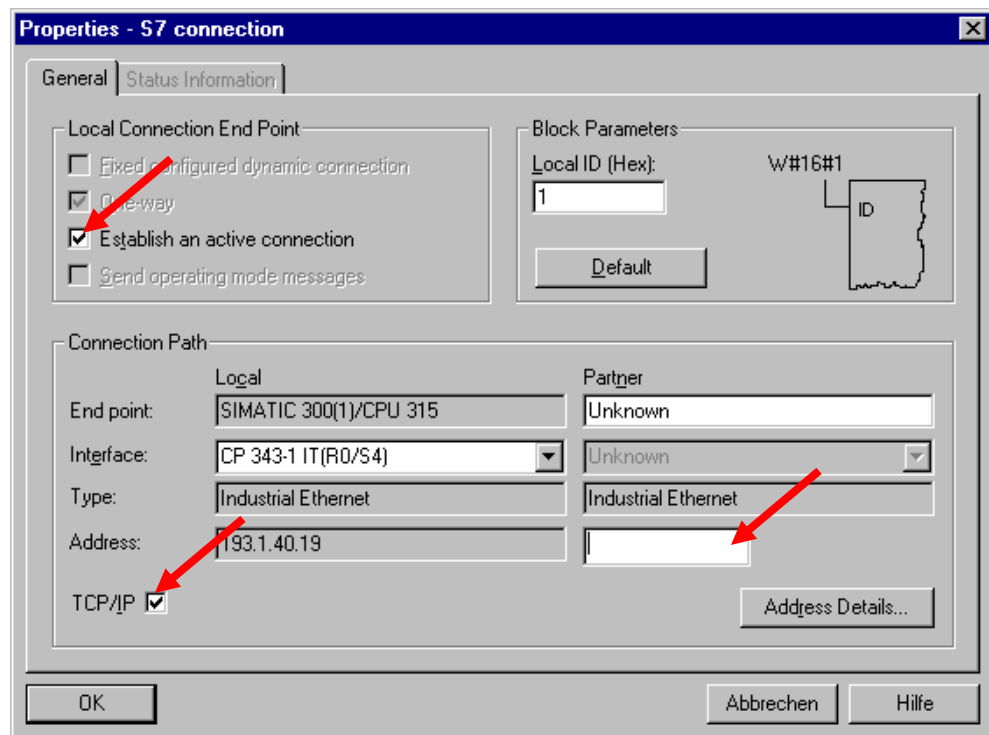 Properties - S7 connection
General
Status Information
Local Connection End Point
Fixed configured dynamic connection
One-way
Establish an active connection
Send operating mode messages
Block Parameters
Local ID (Hex):
W#16#1
1
ID
Default
Connection Path
Local
Partner
End point:
SIMATIC 300(1)/CPU 315
Unknown
Interface:
CP 343-1 IT(R0/S4)
Unknown
Type:
Industrial Ethernet
Industrial Ethernet
Address:
193.1.40.19
TCP/IP
Address Details...
OK
Abbrechen
Hilfe